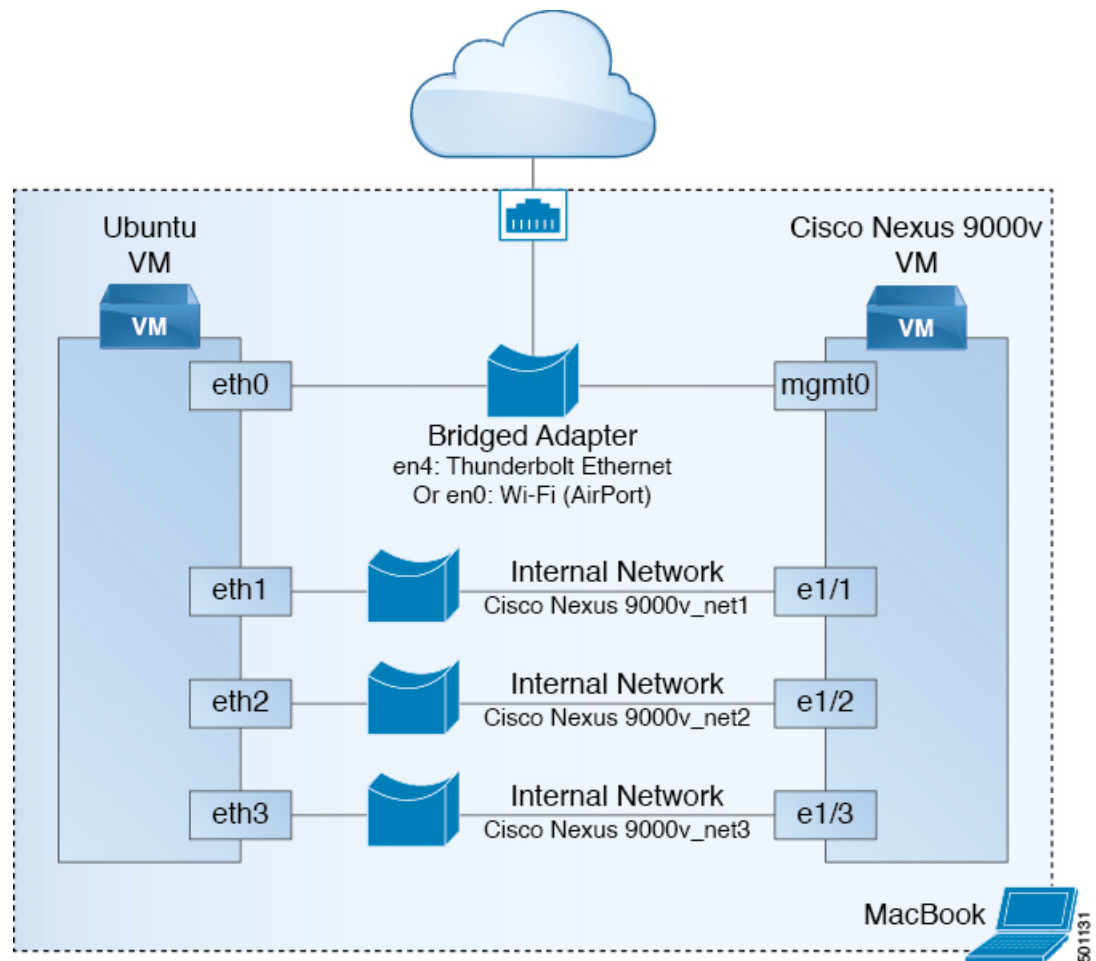 Ubuntu
VM
VM
Cisco Nexus 9000v
VM
VM
eth0
mgmt0
Bridged Adapter
en4: Thunderbolt Ethernet
Or en0: Wi-Fi (AirPort)
eth1
Internal Network
Cisco Nexus 9000v_net1
e1/1
eth2
Internal Network
Cisco Nexus 9000v_net2
e1/2
eth3
Internal Network
Cisco Nexus 9000v_net3
e1/3
MacBook
501131